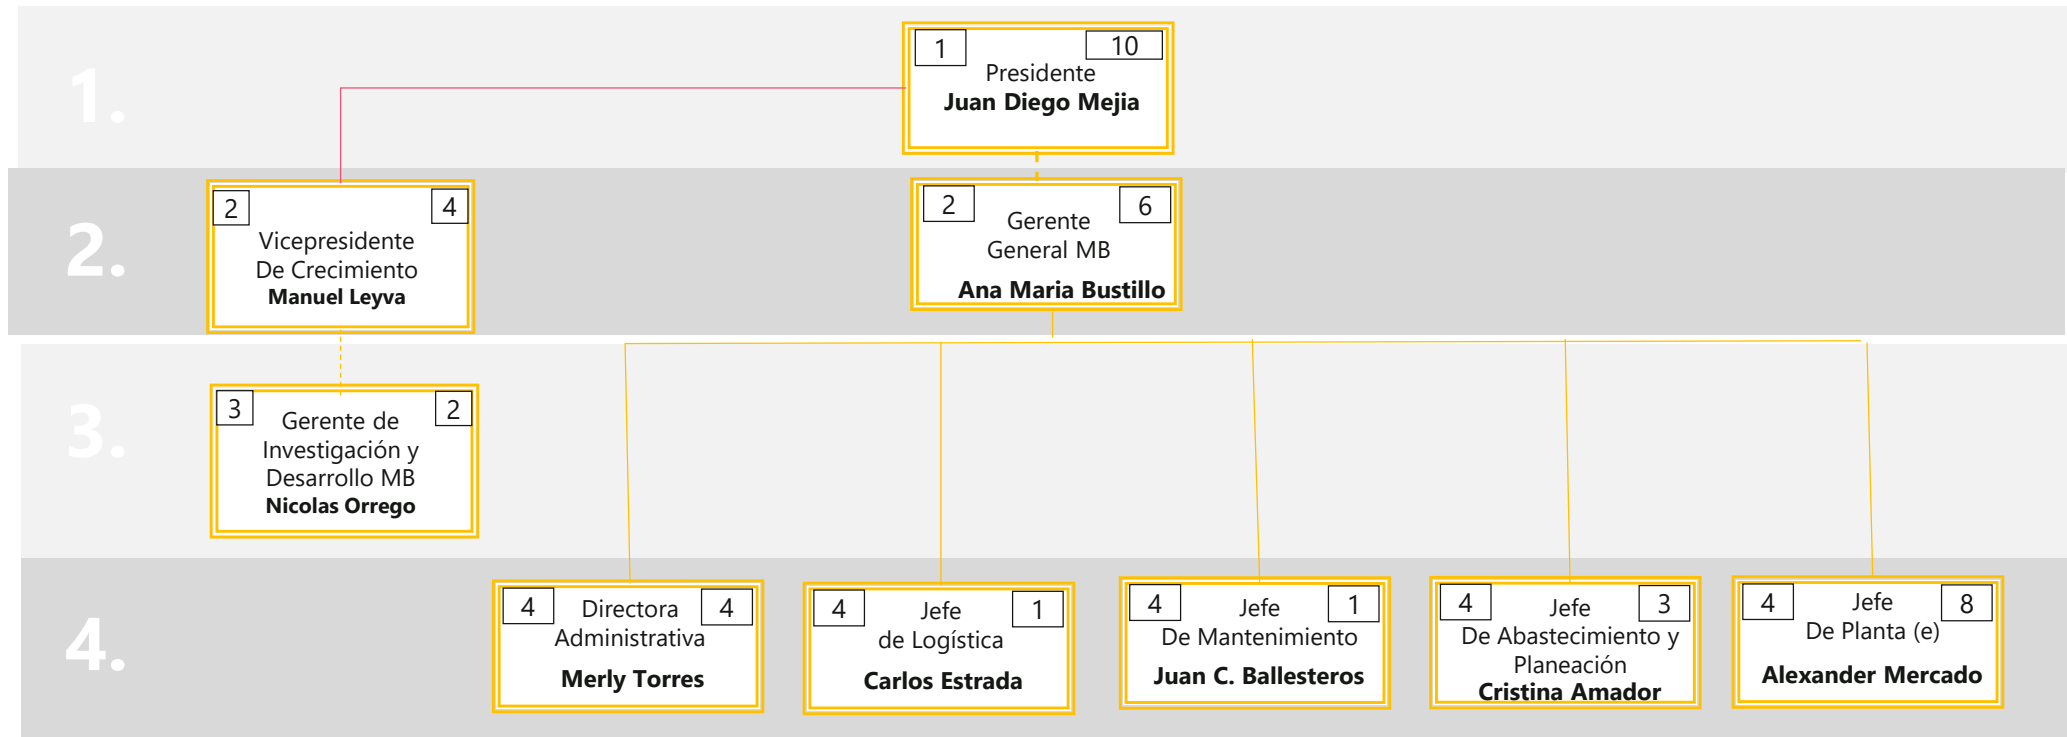 1.
1
10
Presidente
Juan Diego Mejia
2.
2
4
Vicepresidente
De Crecimiento
Manuel Leyva
2
6
Gerente
General MB
Ana Maria Bustillo
3.
3
2
Gerente de
Investigación y
Desarrollo MB
Nicolas Orrego
4.
4
4
Directora
Administrativa
Merly Torres
4
1
Jefe
de Logística
Carlos Estrada
4
1
Jefe
De Mantenimiento
Juan C. Ballesteros
4
3
Jefe
De Abastecimiento y
Planeación
Cristina Amador
4
8
Jefe
De Planta (e)
Alexander Mercado